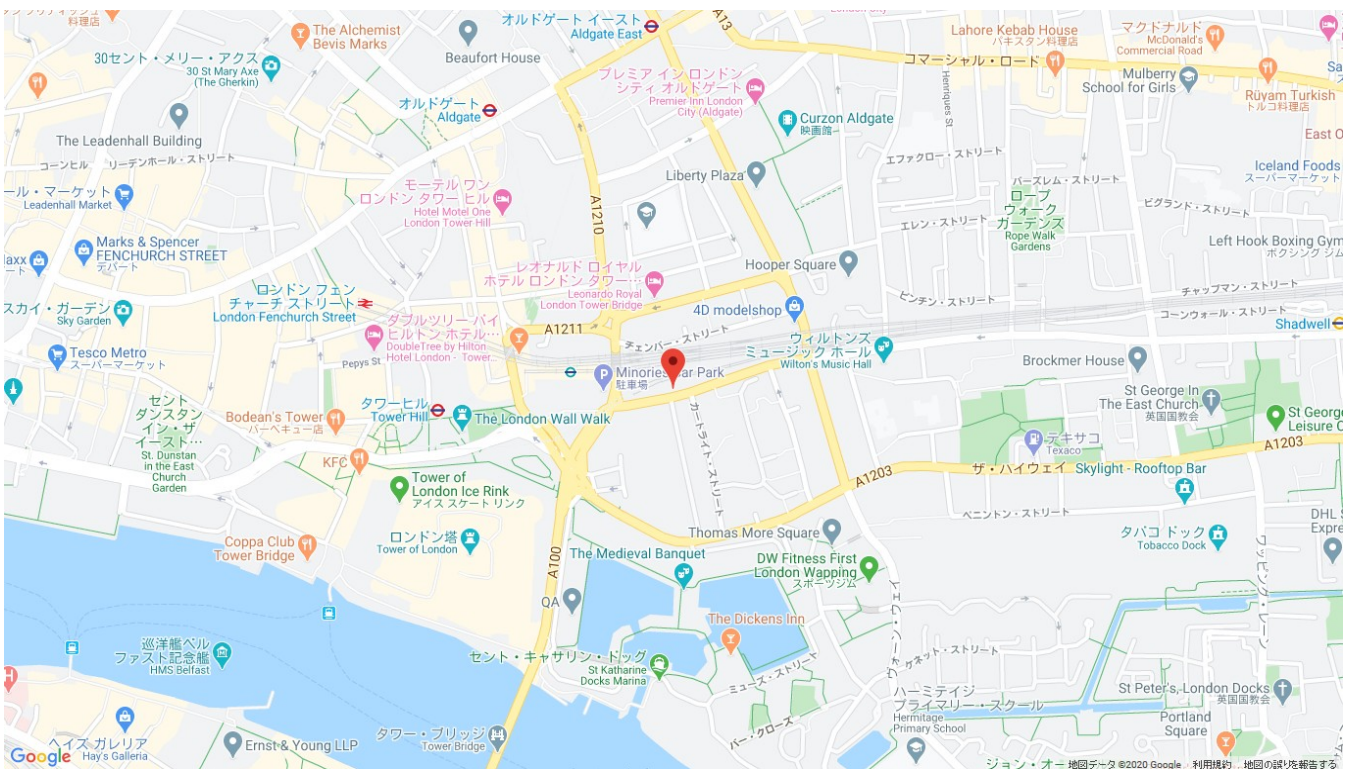 料理店
The Alchemist
Bevis Marks
オルドゲート イースト
Aldgate East
A13
Beaufort House
30セント・メリー・アクス
30 St Mary Axe
(The Gherkin)
オルドゲート
Aldgate
プレミア イン ロンドン
シティ オルドゲート
Premier Inn London
City (Aldgate)
Lahore Kebab House
パキスタン料理店
マクドナルド
McDonald's
Commercial Road
コマーシャル・ロード
Mulberry
School for Girls
Rüyam Turkish
トルコ料理店
Henriques St
Curzon Aldgate
映画館
The Leadenhall Building
コーンヒル
リーデンホール・ストリート
East O
エファクロー・ストリート
Iceland Foods
スーパーマーケット
Liberty Plaza
モーテル ワン
ロンドン タワー ヒル
Hotel Motel One
London Tower Hill
ール・マーケット
Leadenhall Market
バーズレム・ストリート
ロープ
ウォーク
ガーデンズ
Rope Walk
Gardens
ビグランド・ストリート
エレン・ストリート
A1210
Marks & Spencer
FENCHURCH STREET
デパート
Left Hook Boxing Gym
ボクシング ジム
レオナルド ロイヤル
ホテル ロンドン タワー…
Leonardo Royal
London Tower Bridge
Hooper Square
ロンドン フェン
チャーチ ストリート
London Fenchurch Street
ピンチン・ストリート
チャップマン・ストリート
コーンウォール・ストリート
スカイ・ガーデン
Sky Garden
4D modelshop
Shadwell
ダブルツリー バイ
ヒルトン ホテル…
DoubleTree by Hilton
Hotel London - Tower...
A1211
チェンバー・ストリート
ウィルトンズ
ミュージック ホール
Wilton's Music Hall
Tesco Metro
スーパーマーケット
Pepys St
Minories Car Park
駐車場
Brockmer House
St George In
The East Church
英国国教会
セント
ダンスタン
イン・ザ
イースト…
St. Dunstan
in the East
Church
Garden
Bodean's Tower
バーベキュー店
タワーヒル
Tower Hill
The London Wall Walk
カートライト・ストリート
St George
Leisure C
テキサコ
Texaco
A1203
KFC
ザ・ハイウェイ
Skylight - Rooftop Bar
A1203
Tower of
London Ice Rink
アイス スケート リンク
ペニントン・ストリート
DHL
Expre
Coppa Club
Tower Bridge
ロンドン塔
Tower of London
Thomas More Square
タバコ ドック
Tobacco Dock
The Medieval Banquet
A100
DW Fitness First
London Wapping
スポーツジム
ワッピング・レーン
QA
The Dickens Inn
巡洋艦ベル
ファスト記念艦
HMS Belfast
セント・キャサリン・ドッグ
St Katharine
Docks Marina
ミューズ・ストリート
ケネット・ストリート
ハーミテイジ
プライマリー・スクール
Hermitage
Primary School
St Peter's, London Docks
英国国教会
Portland
Square
ヘイズ ガレリア
Hay's Galleria
Ernst & Young LLP
タワー・ブリッジ
Tower Bridge
Google
地図データ ©2020 Google
利用規約
地図の誤りを報告する